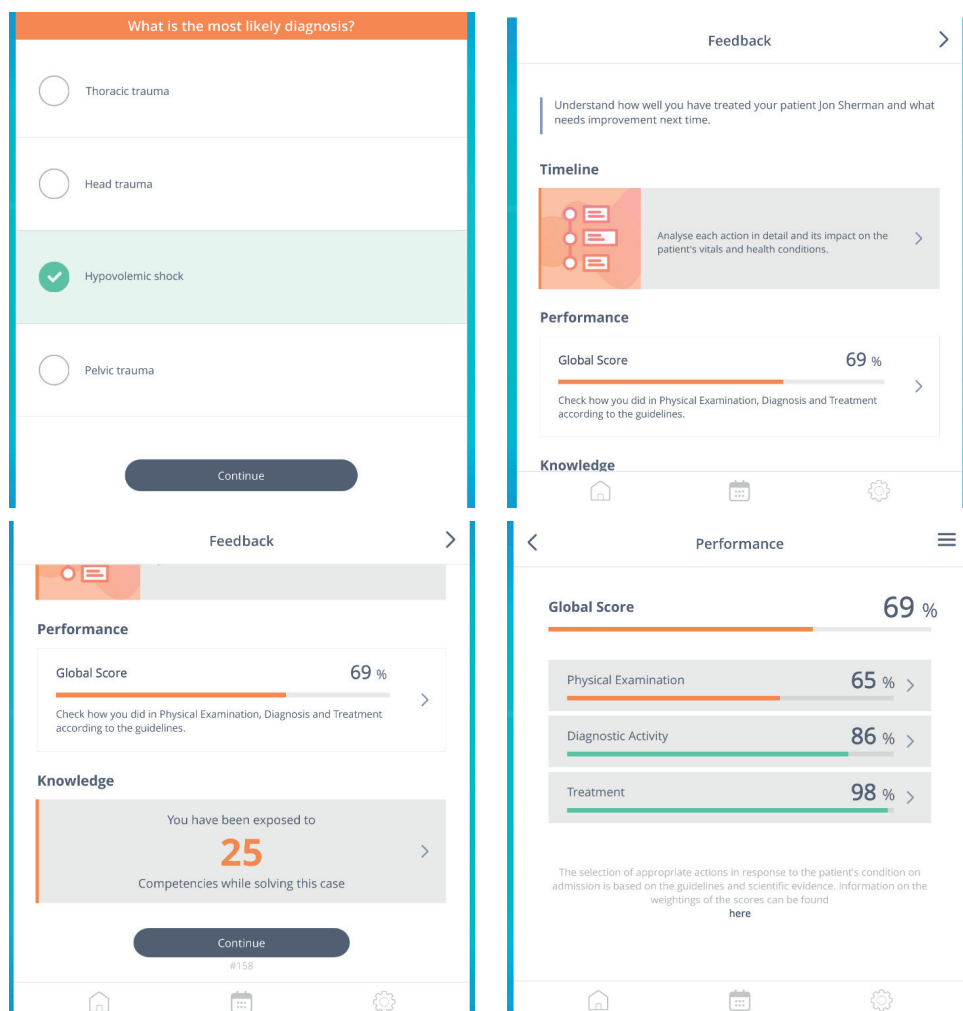 What is the most likely diagnosis?
Thoracic trauma
Head trauma
Hypovolemic shock
Pelvic trauma
Continue
Feedback
Understand how well you have treated your patient Jon Sherman and what
needs improvement next time.
Timeline
Analyse each action in detail and its impact on the
patient's vitals and health conditions.
Performance
Global Score 69 %
Check how you did in Physical Examination, Diagnosis and Treatment
according to the guidelines.
Knowledge
Feedback
Performance
Global Score 69 %
Check how you did in Physical Examination, Diagnosis and Treatment
according to the guidelines.
Knowledge
You have been exposed to
25
Competencies while solving this case
Continue
#158
Performance
Global Score 69 %
Physical Examination 65 %
Diagnostic Activity 86 %
Treatment 98 %
The selection of appropriate actions in response to the patient's condition on
admission is based on the guidelines and scientific evidence. Information on the
weightings of the scores can be found
here